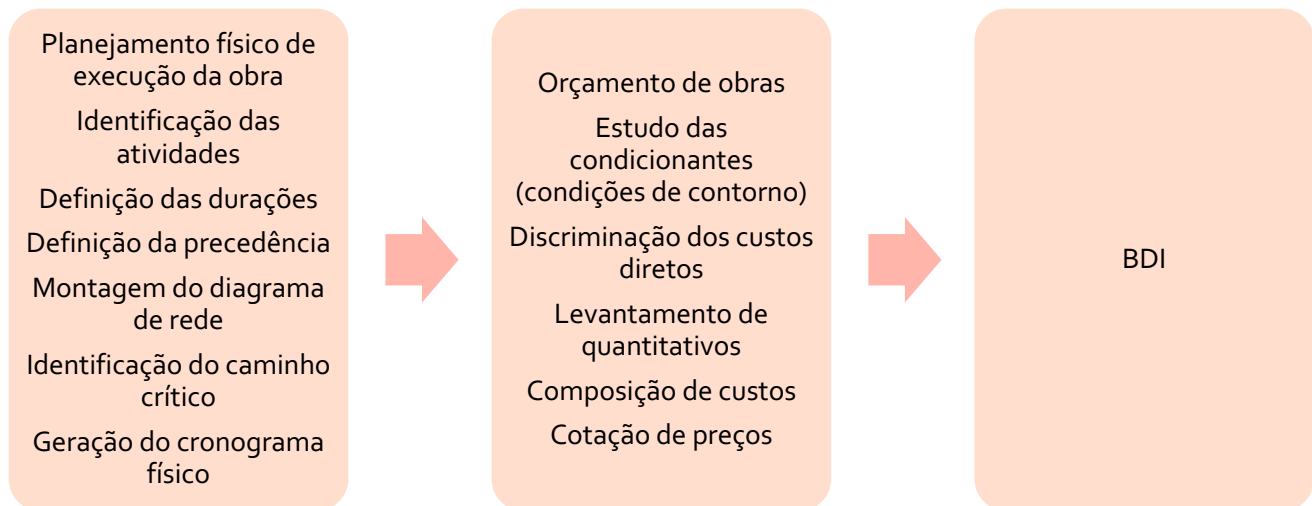 Planejamento físico de
execução da obra
Identificação das
atividades
Definição das durações
Definição da precedência
Montagem do diagrama
de rede
Identificação do caminho
crítico
Geração do cronograma
físico
Orçamento de obras
Estudo das
condicionantes
(condições de contorno)
Discriminação dos custos
diretos
Levantamento de
quantitativos
Composição de custos
Cotação de preços
BDI